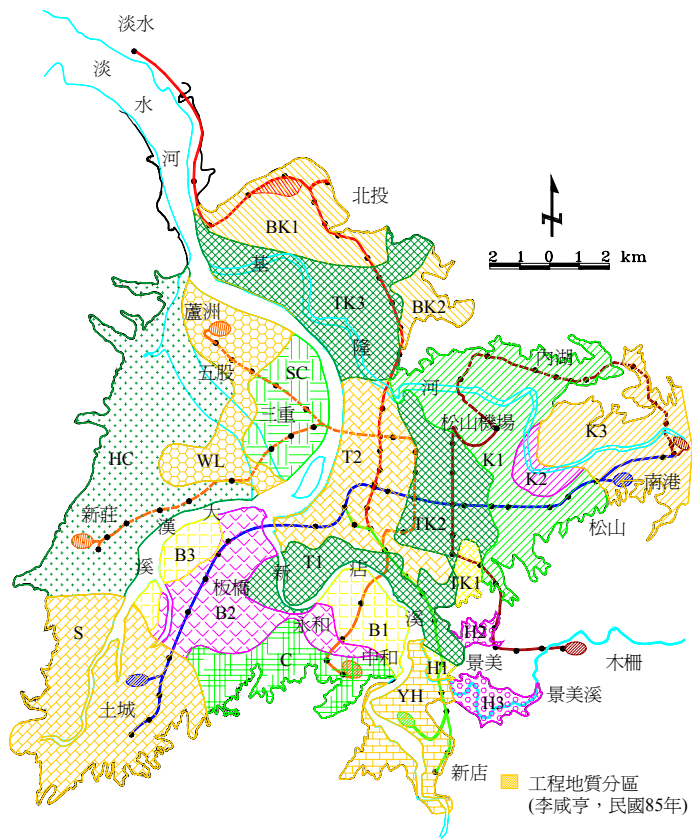 淡水
淡
水
河
北投
BK1
基
TK3
BK2
隆
蘆洲
內湖
五股
SC
河
三重
松山機場
K3
HC
T2
K1
WL
K2
南港
新莊
大
漢
TK2
松山
溪
B3
新
T1
店
板橋
TK1
B2
溪
S
永和
B1
H2
C
中和
景美
木柵
H1
土城
YH
H3
景美溪
新店
工程地質分區
(李咸亨，民國85年)
2 1 0 1 2 km